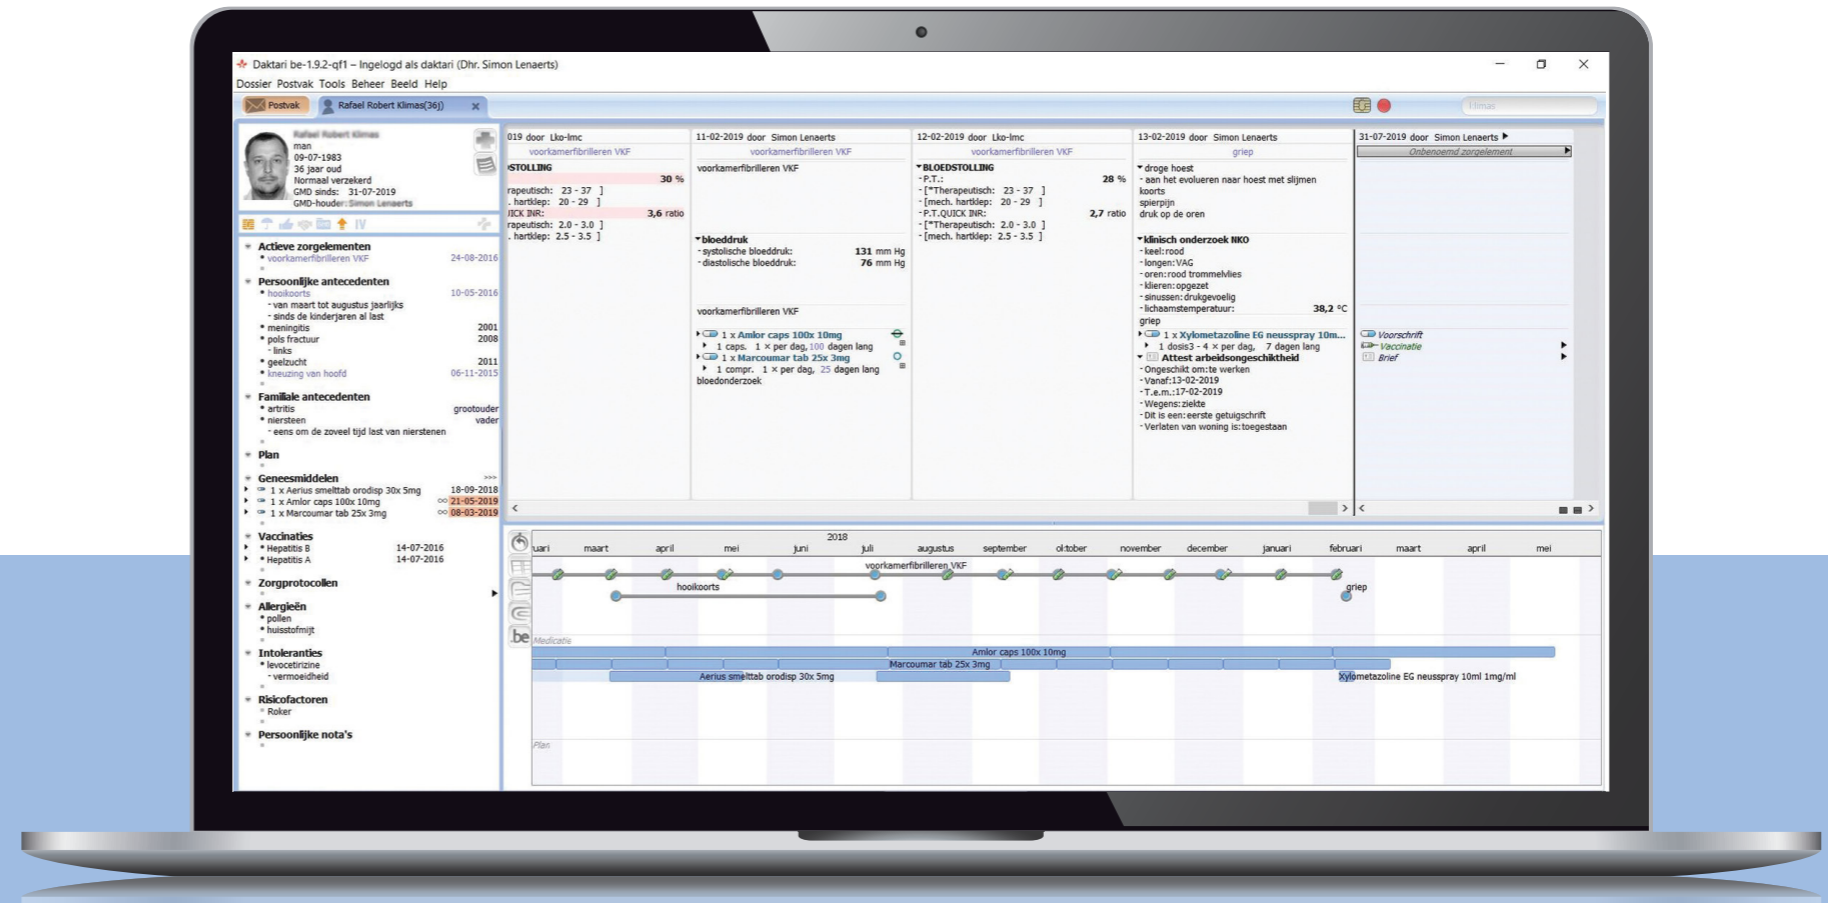 Daktari be-1.9.2-qf1 – Ingelogd als daktari (Dhr. Simon Lenaerts)
Dossier Postvak Tools Beheer Beeld Help
Postvak Rafael Robert Klimas(36j) klimas
Rafael Robert Klimas
man
09-07-1983
36 jaar oud
Normaal verzekerd
GMD sinds: 31-07-2019
GMD-houder: Simon Lenaerts
IV
Actieve zorgelementen
voorkamerfibrilleren VKF 24-08-2016
Persoonlijke antecedenten
hooikoorts 10-05-2016
- van maart tot augustus jaarlijks
- sinds de kinderjaren al last
meningitis 2001
pols fractuur 2008
- links
geelzucht 2011
kneuzing van hoofd 06-11-2015
Familiale antecedenten
artritis grootouder
niersteen vader
- eens om de zoveel tijd last van nierstenen
Plan
Geneesmiddelen >>>
1 x Aerius smelttab orodisp 30x 5mg 18-09-2018
1 x Amlor caps 100x 10mg ∞ 21-05-2019
1 x Marcoumar tab 25x 3mg ∞ 08-03-2019
Vaccinaties
Hepatitis B 14-07-2016
Hepatitis A 14-07-2016
Zorgprotocollen
Allergieën
pollen
huisstofmijt
Intoleranties
levocetirizine
- vermoeidheid
Risicofactoren
Roker
Persoonlijke nota's
019 door Lko-lmc
voorkamerfibrilleren VKF
STOLLING
30 %
rapeutisch: 23 - 37 ]
. hartklep: 20 - 29 ]
UICK INR: 3,6 ratio
rapeutisch: 2.0 - 3.0 ]
. hartklep: 2.5 - 3.5 ]
11-02-2019 door Simon Lenaerts
voorkamerfibrilleren VKF
voorkamerfibrilleren VKF
bloeddruk
- systolische bloeddruk: 131 mm Hg
- diastolische bloeddruk: 76 mm Hg
voorkamerfibrilleren VKF
1 x Amlor caps 100x 10mg
1 caps. 1 × per dag, 100 dagen lang
1 x Marcoumar tab 25x 3mg
1 compr. 1 × per dag, 25 dagen lang
bloedonderzoek
12-02-2019 door Lko-lmc
voorkamerfibrilleren VKF
BLOEDSTOLLING
- P.T.: 28 %
- [*Therapeutisch: 23 - 37 ]
- [mech. hartklep: 20 - 29 ]
- P.T.QUICK INR: 2,7 ratio
- [*Therapeutisch: 2.0 - 3.0 ]
- [mech. hartklep: 2.5 - 3.5 ]
13-02-2019 door Simon Lenaerts
griep
droge hoest
- aan het evolueren naar hoest met slijmen
koorts
spierpijn
druk op de oren
klinisch onderzoek NKO
- keel: rood
- longen: VAG
- oren: rood trommelvlies
- klieren: opgezet
- sinussen: drukgevoelig
- lichaamstemperatuur: 38,2 °C
griep
1 x Xylometazoline EG neusspray 10m...
1 dosis3 - 4 × per dag, 7 dagen lang
Attest arbeidsongeschiktheid
- Ongeschikt om: te werken
- Vanaf: 13-02-2019
- T.e.m.: 17-02-2019
- Wegens: ziekte
- Dit is een: eerste getuigschrift
- Verlaten van woning is: toegestaan
31-07-2019 door Simon Lenaerts
Onbenoemd zorgelement
Voorschrift
Vaccinatie
Brief
2018
uari maart april mei juni juli augustus september oktober november december januari februari maart april mei
voorkamerfibrilleren VKF
hooikoorts griep
.be
Medicatie
Amlor caps 100x 10mg
Marcoumar tab 25x 3mg
Aerius smelttab orodisp 30x 5mg Xylometazoline EG neusspray 10ml 1mg/ml
Plan